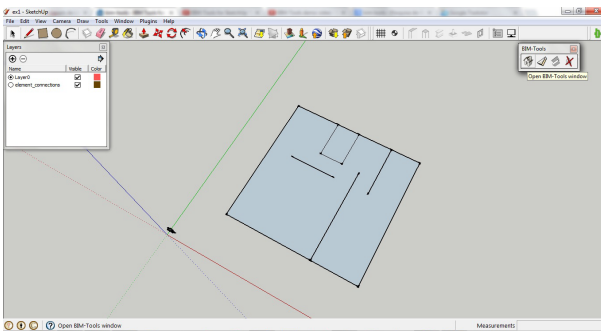 ex1 - SketchUp
File Edit View Camera Draw Tools Window Plugins Help
Layers
Name Visible Color
Layer0
element_connections
BIM-Tools
Open BIM-Tools window
Open BIM-Tools window
Measurements